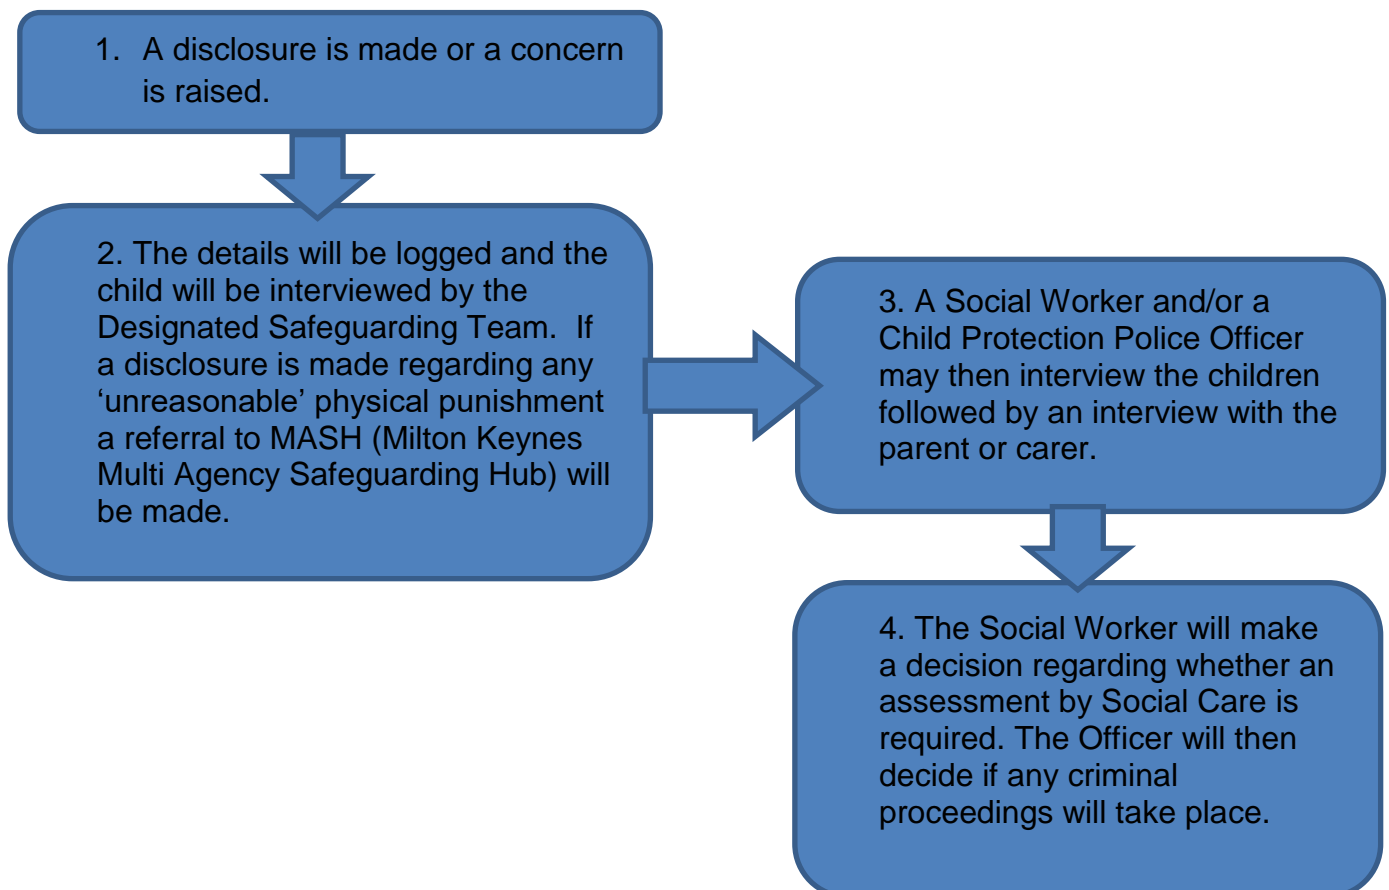 1. A disclosure is made or a concern
is raised.
2. The details will be logged and the
child will be interviewed by the
Designated Safeguarding Team.  If
a disclosure is made regarding any
‘unreasonable’ physical punishment
a referral to MASH (Milton Keynes
Multi Agency Safeguarding Hub) will
be made.
3. A Social Worker and/or a
Child Protection Police Officer
may then interview the children
followed by an interview with the
parent or carer.
4. The Social Worker will make
a decision regarding whether an
assessment by Social Care is
required. The Officer will then
decide if any criminal
proceedings will take place.